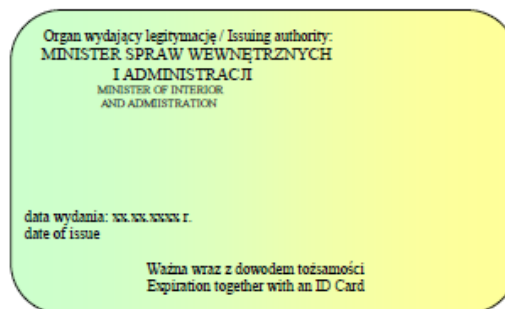 Organ wydający legitymację / Issuing authority:
MINISTER SPRAW WEWNĘTRZNYCH
I ADMINISTRACJI
MINISTER OF INTERIOR
AND ADMIISTRATION
data wydania: xx.xx.xxxx r.
date of issue
Ważna wraz z dowodem tożsamości
Expiration together with an ID Card